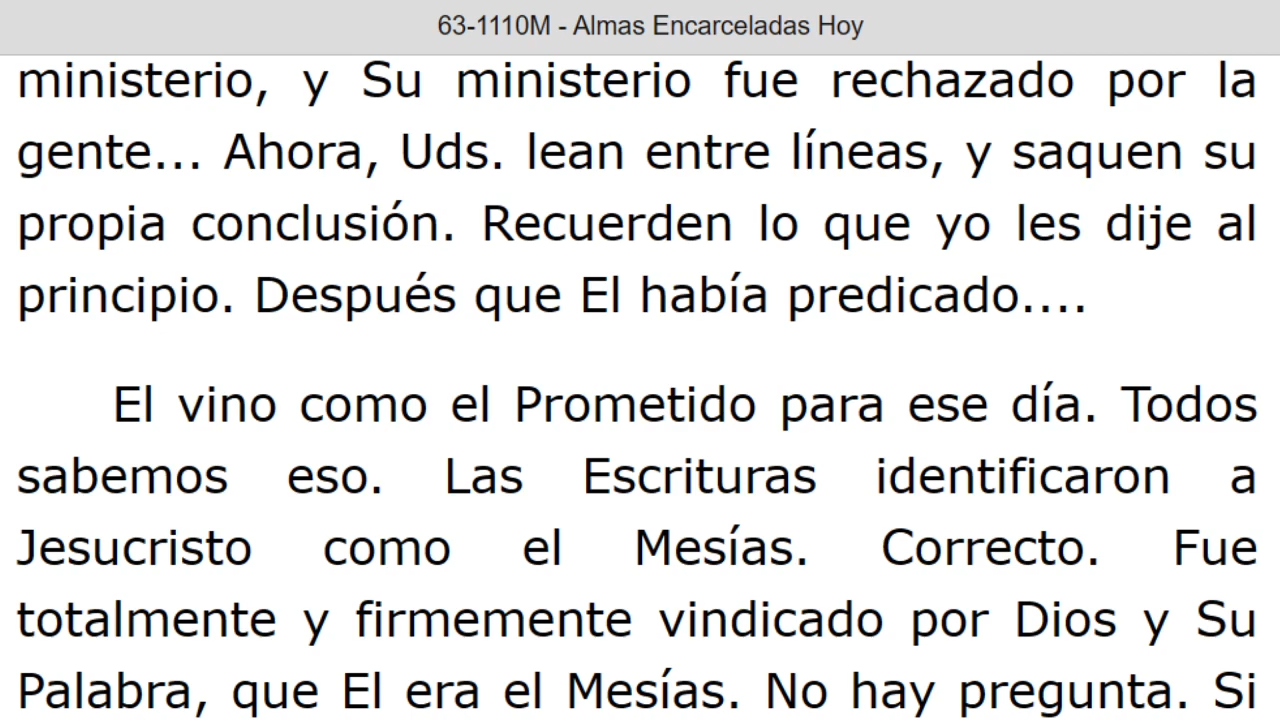 63-1110M - Almas Encarceladas Hoy
ministerio, y Su ministerio fue rechazado por la
gente... Ahora, Uds. lean entre líneas, y saquen su
propia conclusión. Recuerden lo que yo les dije al
principio. Después que El había predicado....
El vino como el Prometido para ese día. Todos
sabemos eso. Las Escrituras identificaron a
Jesucristo como el Mesías. Correcto. Fue
totalmente y firmemente vindicado por Dios y Su
Palabra, que El era el Mesías. No hay pregunta. Si